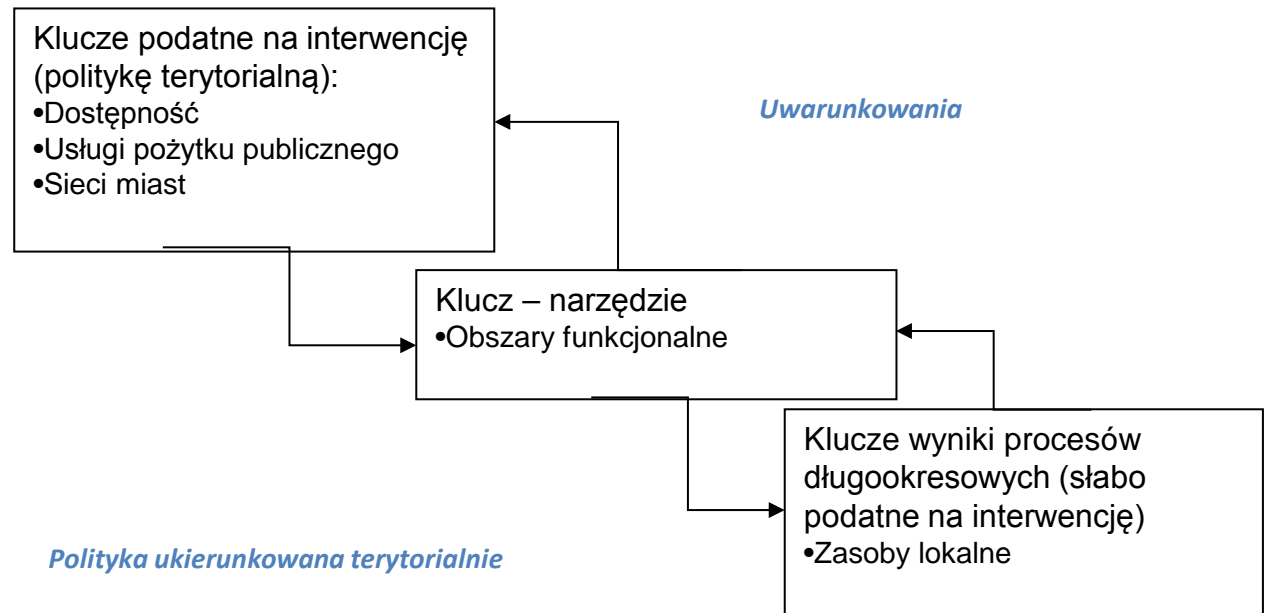 Klucze podatne na interwencję
(politykę terytorialną):
•Dostępność
•Usługi pożytku publicznego
•Sieci miast
Uwarunkowania
Klucz – narzędzie
•Obszary funkcjonalne
Klucze wyniki procesów
długookresowych (słabo
podatne na interwencję)
•Zasoby lokalne
Polityka ukierunkowana terytorialnie